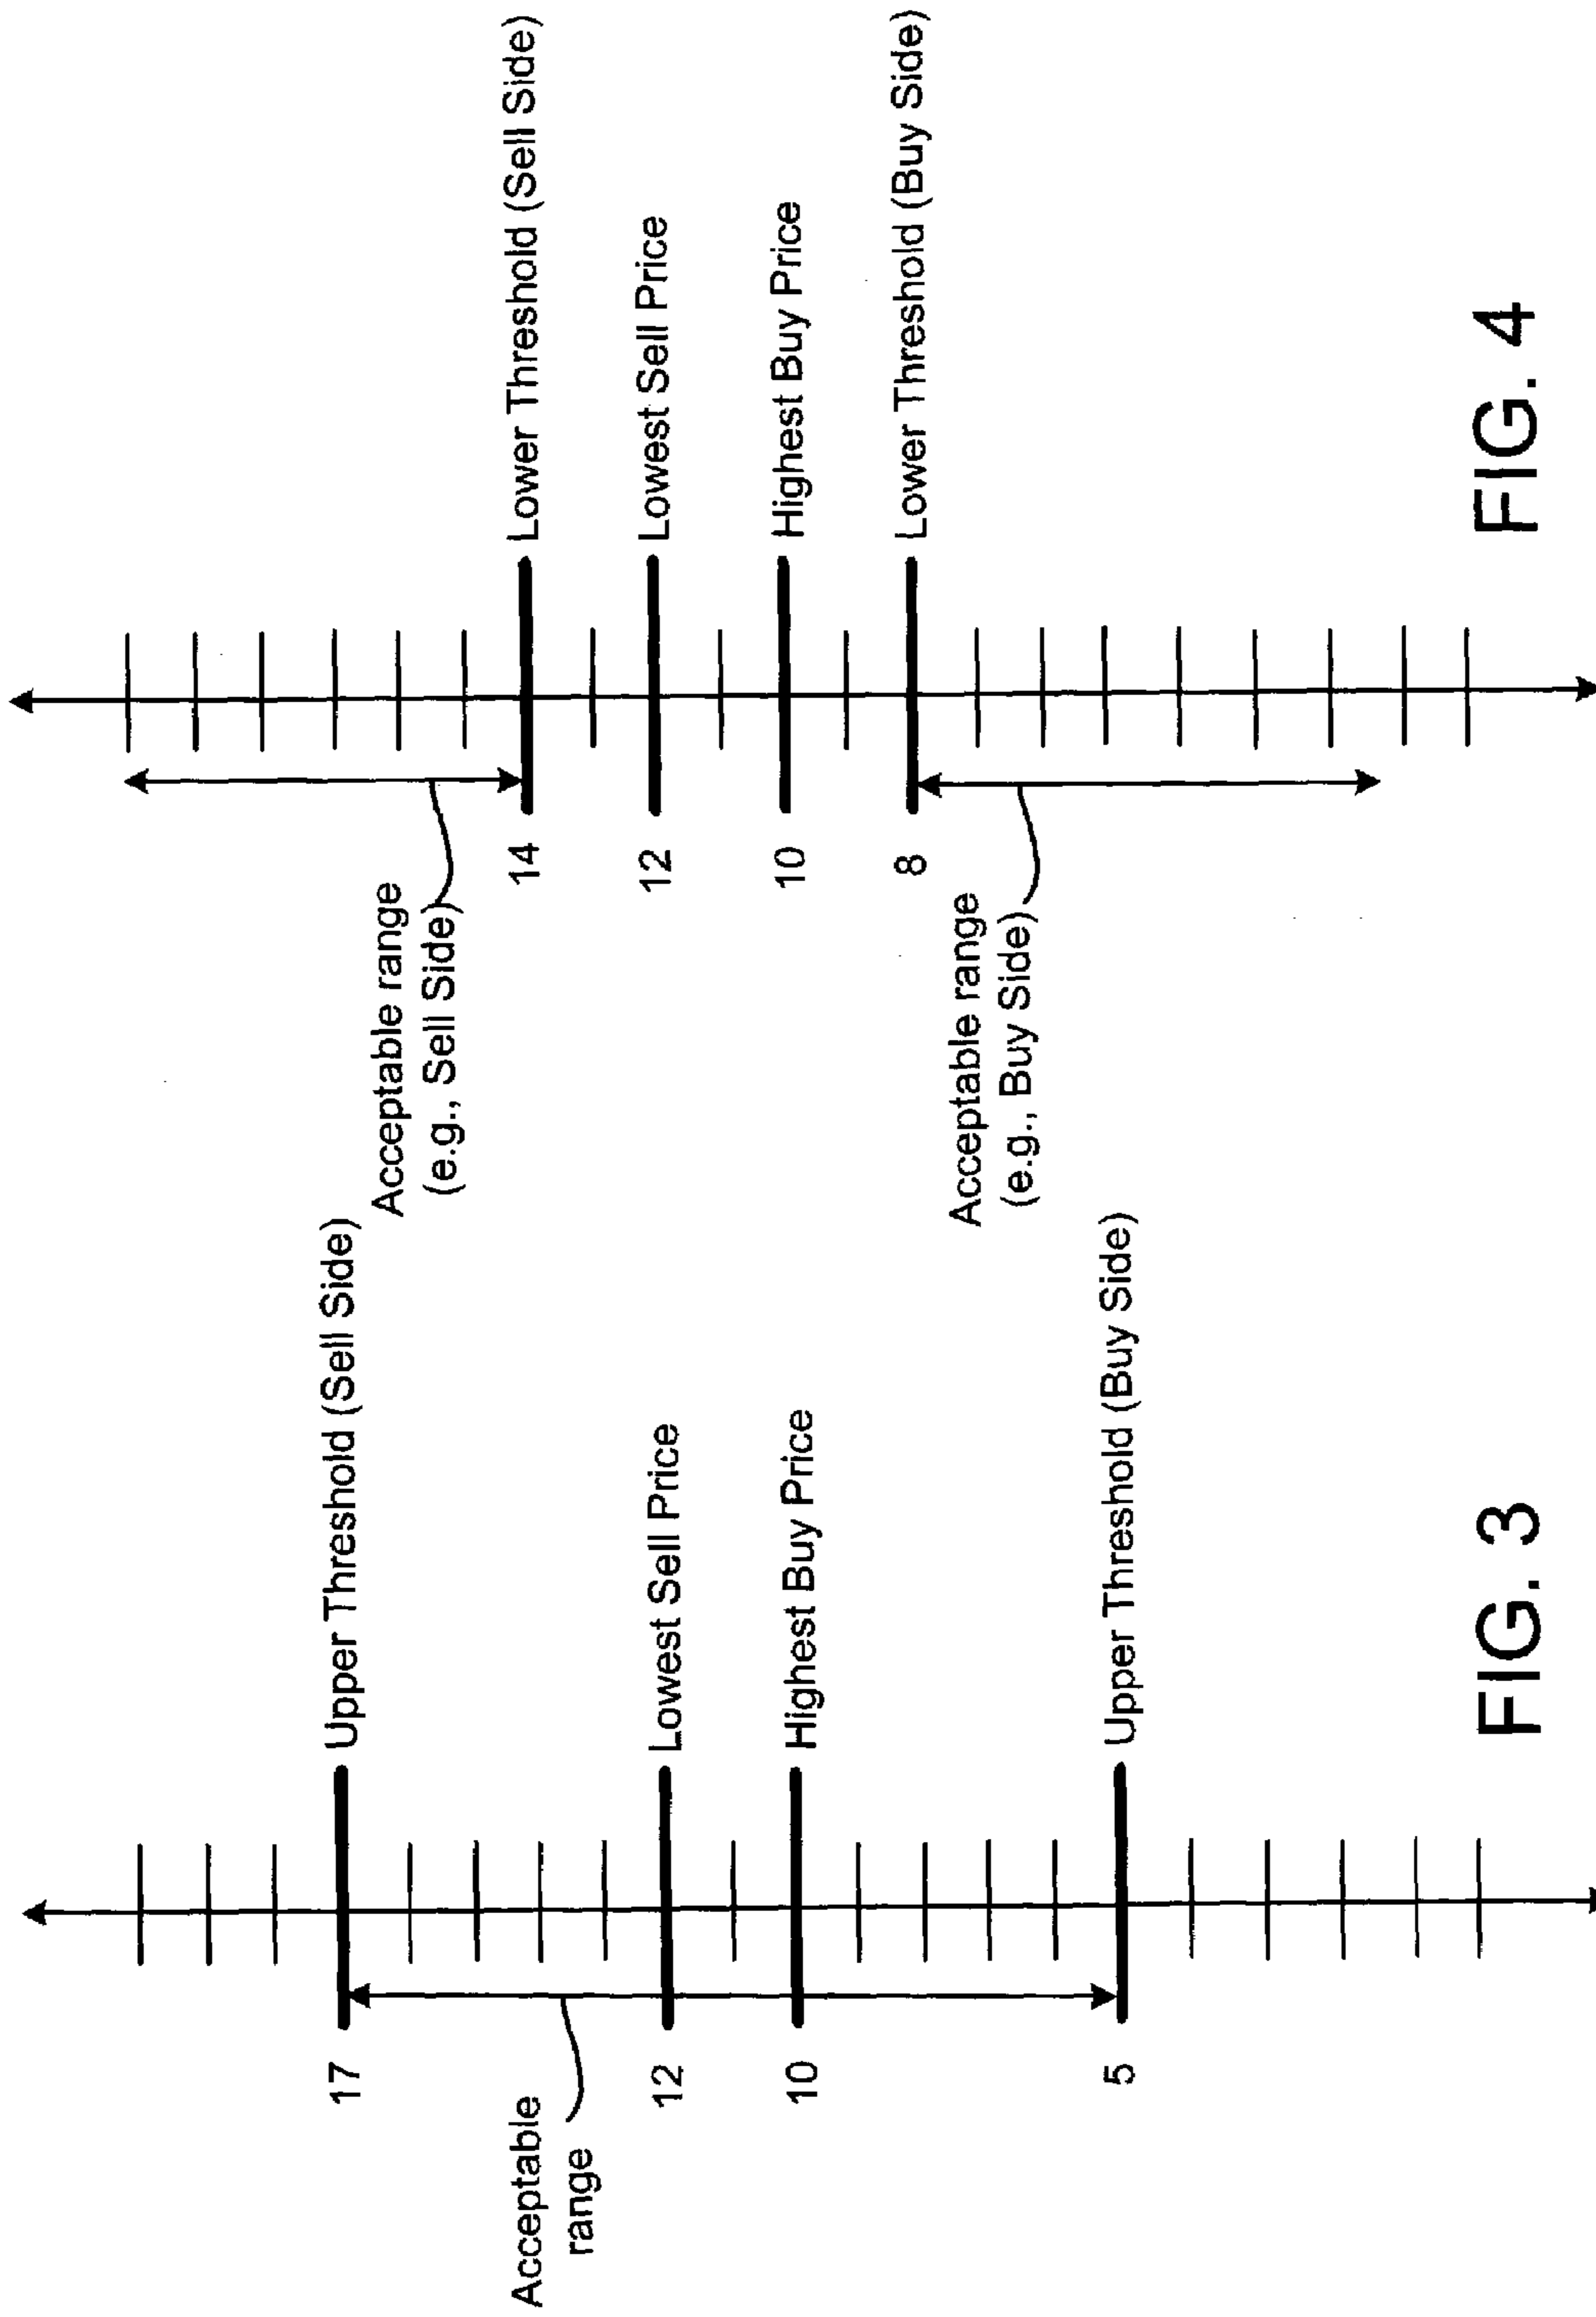 17
Upper Threshold (Sell Side)
Acceptable
range
12
Lowest Sell Price
10
Highest Buy Price
5
Upper Threshold (Buy Side)
FIG. 3
Acceptable range
(e.g., Sell Side)
14
Lower Threshold (Sell Side)
12
Lowest Sell Price
10
Highest Buy Price
8
Lower Threshold (Buy Side)
Acceptable range
(e.g., Buy Side)
FIG. 4